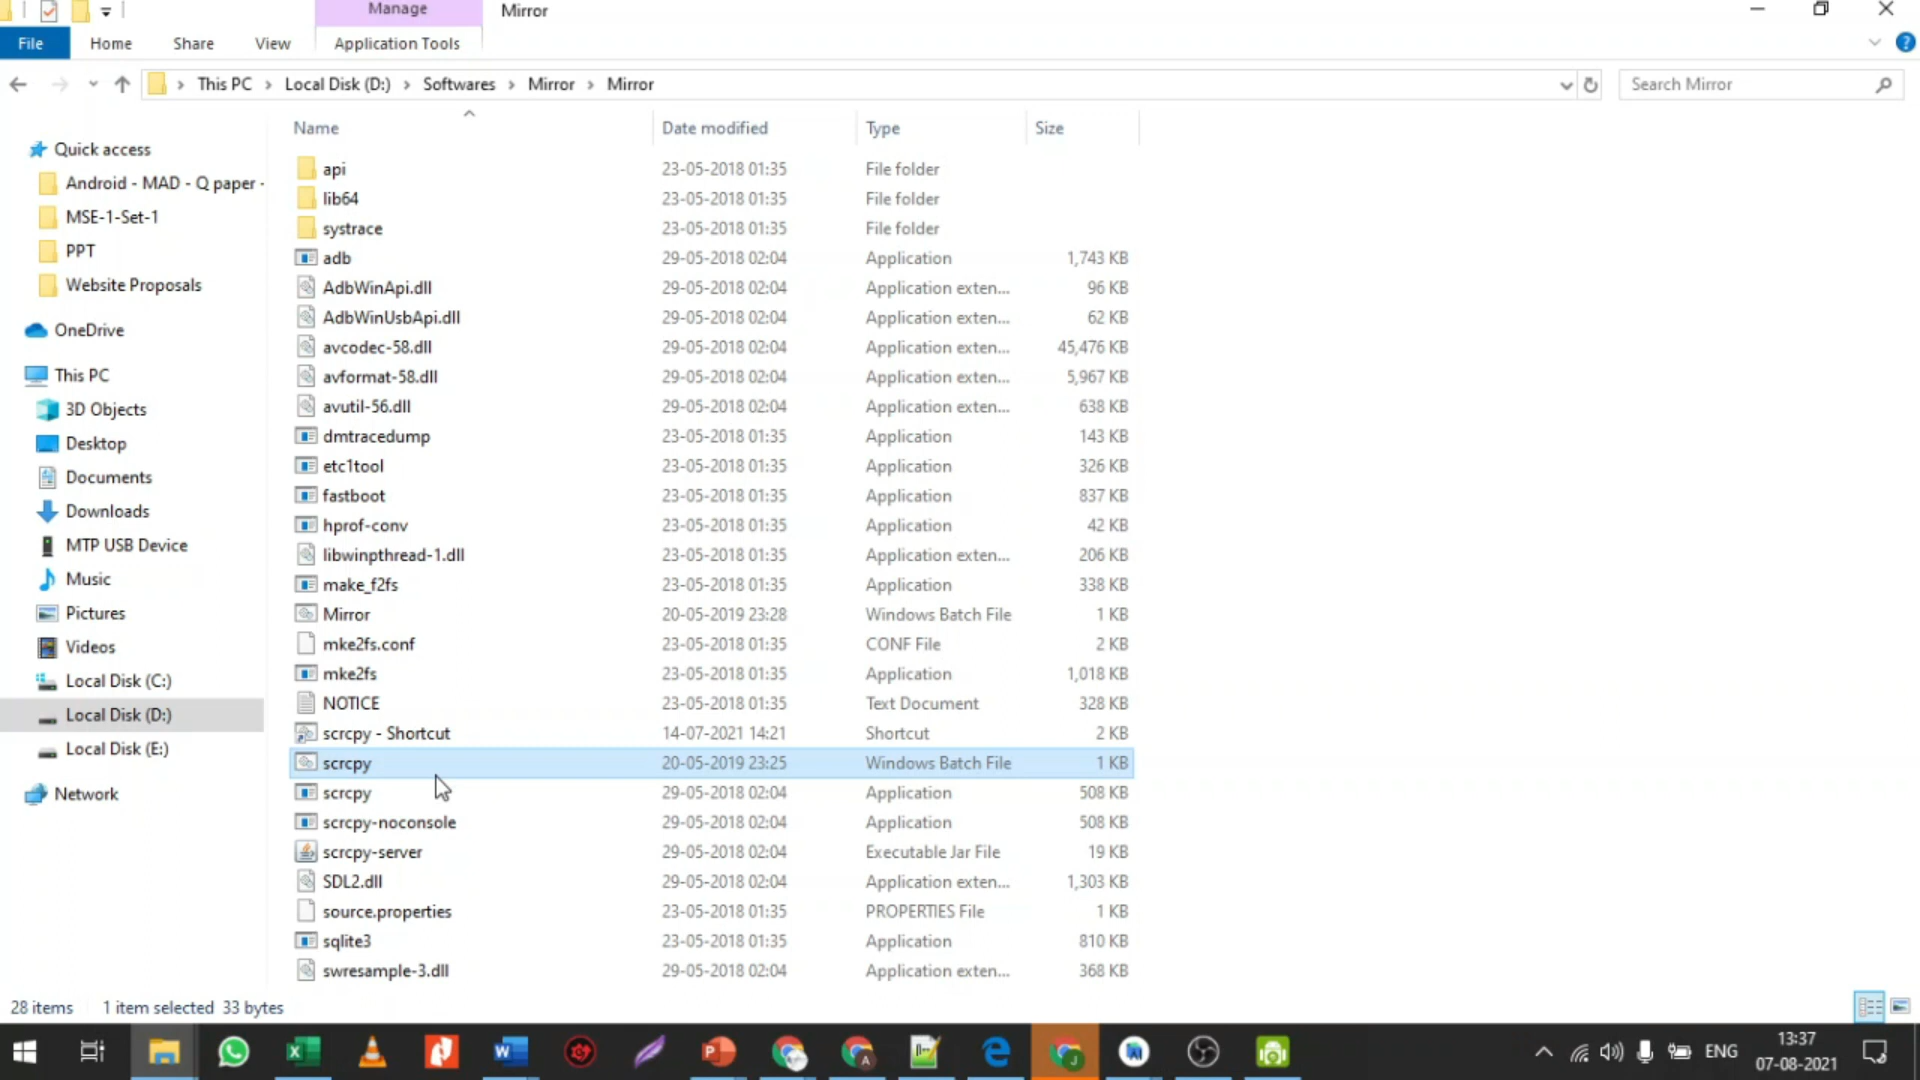 Manage
Mirror
File
Home
Share
View
Application Tools
This PC
Local Disk (D:)
Softwares
Mirror
Mirror
Search Mirror
Name
Date modified
Type
Size
Quick access
Android - MAD - Q paper -
MSE-1-Set-1
PPT
Website Proposals
OneDrive
This PC
3D Objects
Desktop
Documents
Downloads
MTP USB Device
Music
Pictures
Videos
Local Disk (C:)
Local Disk (D:)
Local Disk (E:)
Network
api 23-05-2018 01:35 File folder
lib64 23-05-2018 01:35 File folder
systrace 23-05-2018 01:35 File folder
adb 29-05-2018 02:04 Application 1,743 KB
AdbWinApi.dll 29-05-2018 02:04 Application exten... 96 KB
AdbWinUsbApi.dll 29-05-2018 02:04 Application exten... 62 KB
avcodec-58.dll 29-05-2018 02:04 Application exten... 45,476 KB
avformat-58.dll 29-05-2018 02:04 Application exten... 5,967 KB
avutil-56.dll 29-05-2018 02:04 Application exten... 638 KB
dmtracedump 23-05-2018 01:35 Application 143 KB
etc1tool 23-05-2018 01:35 Application 326 KB
fastboot 23-05-2018 01:35 Application 837 KB
hprof-conv 23-05-2018 01:35 Application 42 KB
libwinpthread-1.dll 23-05-2018 01:35 Application exten... 206 KB
make_f2fs 23-05-2018 01:35 Application 338 KB
Mirror 20-05-2019 23:28 Windows Batch File 1 KB
mke2fs.conf 23-05-2018 01:35 CONF File 2 KB
mke2fs 23-05-2018 01:35 Application 1,018 KB
NOTICE 23-05-2018 01:35 Text Document 328 KB
scrcpy - Shortcut 14-07-2021 14:21 Shortcut 2 KB
scrcpy 20-05-2019 23:25 Windows Batch File 1 KB
scrcpy 29-05-2018 02:04 Application 508 KB
scrcpy-noconsole 29-05-2018 02:04 Application 508 KB
scrcpy-server 29-05-2018 02:04 Executable Jar File 19 KB
SDL2.dll 29-05-2018 02:04 Application exten... 1,303 KB
source.properties 23-05-2018 01:35 PROPERTIES File 1 KB
sqlite3 23-05-2018 01:35 Application 810 KB
swresample-3.dll 29-05-2018 02:04 Application exten... 368 KB
28 items 1 item selected 33 bytes
ENG
13:37
07-08-2021